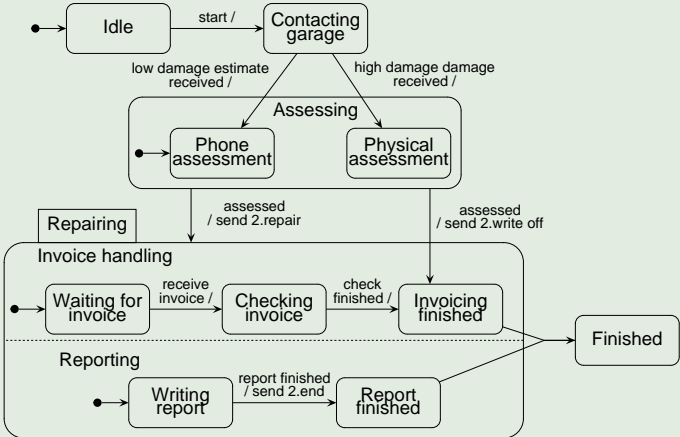 Idle
start /
Contacting
garage
low damage estimate
received /
high damage damage
received /
Assessing
Phone
assessment
Physical
assessment
assessed
/ send 2.repair
assessed
/ send 2.write off
Repairing
Invoice handling
Waiting for
invoice
receive
invoice /
Checking
invoice
check
finished /
Invoicing
finished
Finished
Reporting
Writing
report
report finished
/ send 2.end
Report
finished